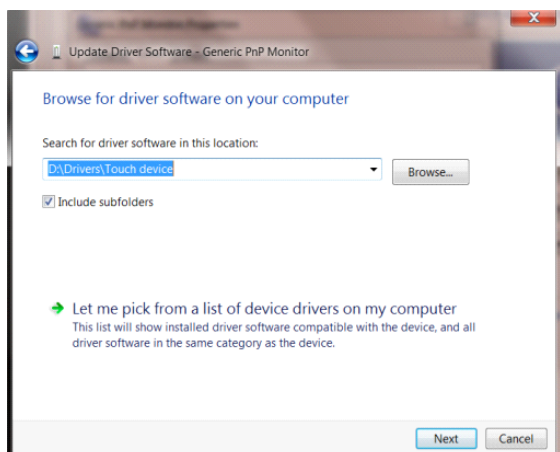 Update Driver Software - Generic PnP Monitor
Browse for driver software on your computer
Search for driver software in this location:
D:\Drivers\Touch device
Browse...
Include subfolders
Let me pick from a list of device drivers on my computer
This list will show installed driver software compatible with the device, and all
driver software in the same category as the device.
Next
Cancel